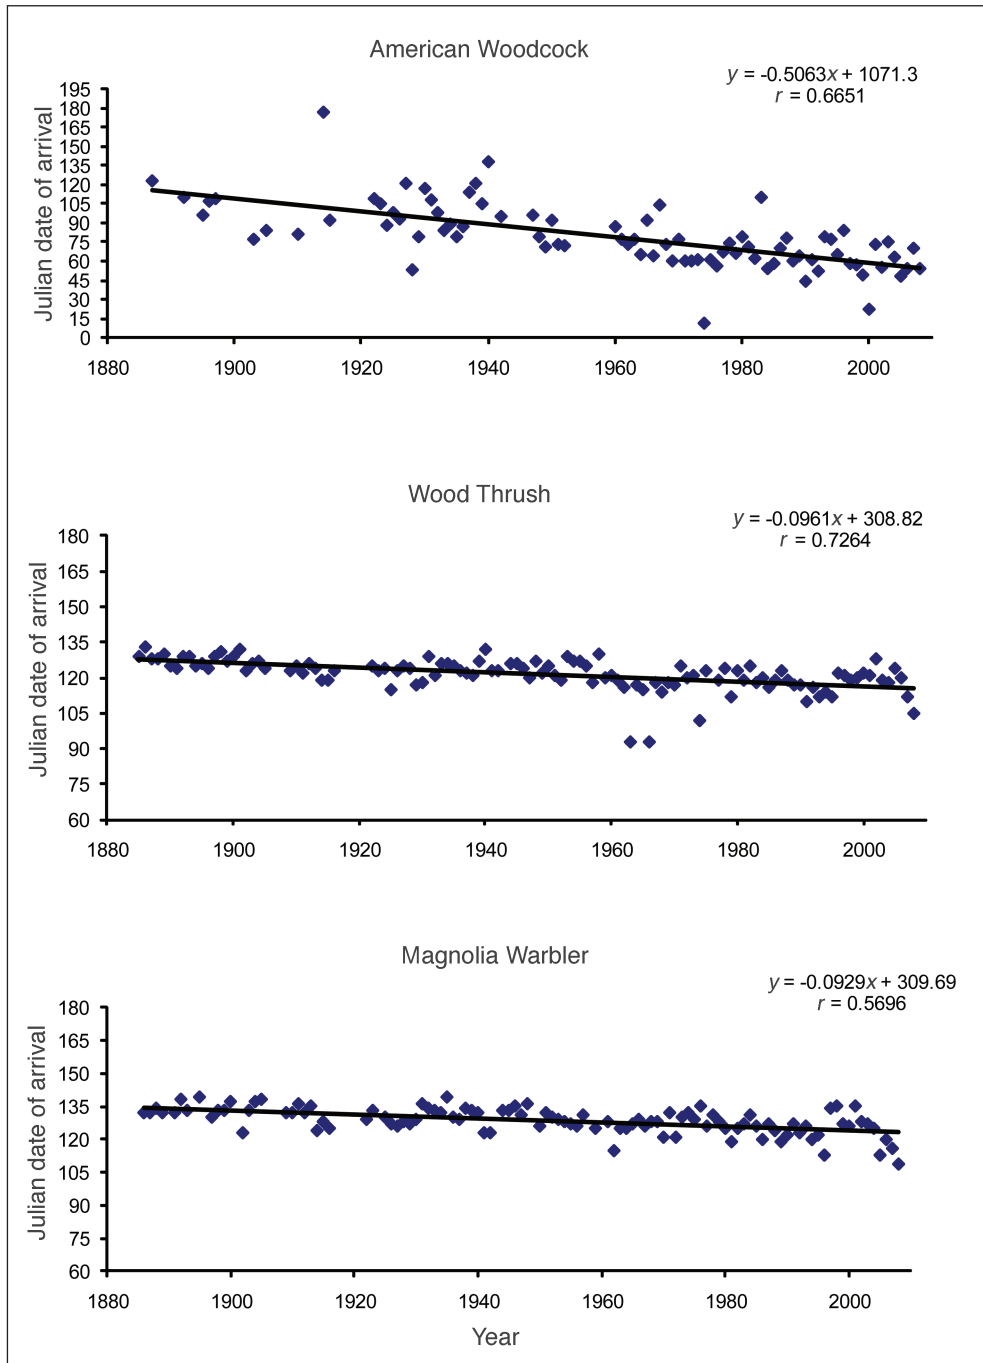 American Woodcock
y = -0.5063x + 1071.3
r = 0.6651
Julian date of arrival
195
180
165
150
135
120
105
90
75
60
45
30
15
0
1880 1900 1920 1940 1960 1980 2000
Wood Thrush
y = -0.0961x + 308.82
r = 0.7264
Julian date of arrival
180
165
150
135
120
105
90
75
60
1880 1900 1920 1940 1960 1980 2000
Magnolia Warbler
y = -0.0929x + 309.69
r = 0.5696
Julian date of arrival
180
165
150
135
120
105
90
75
60
1880 1900 1920 1940 1960 1980 2000
Year